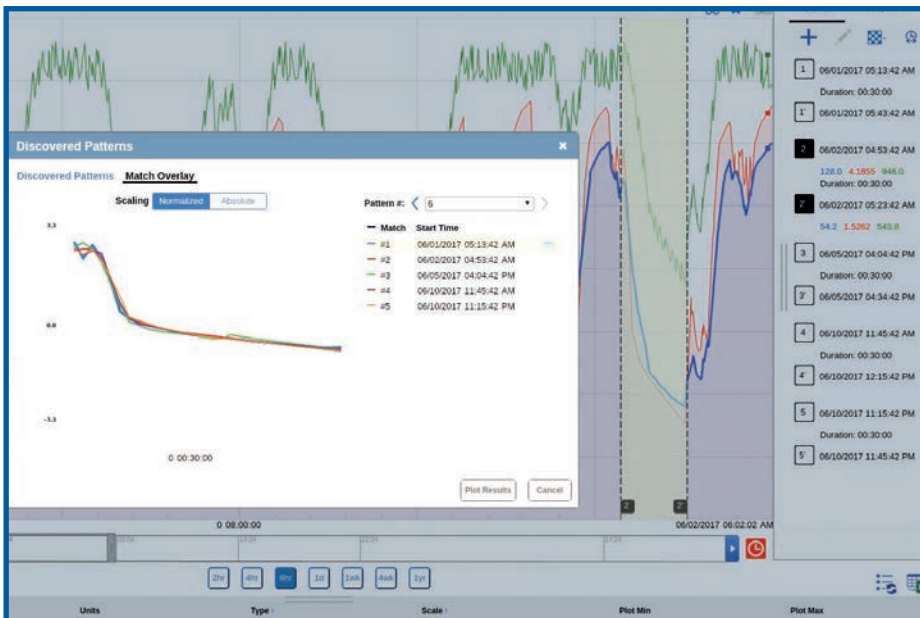 Discovered Patterns
Discovered Patterns Match Overlay
Scaling Normalized Absolute
Pattern #: 6
Match Start Time
#1 06/01/2017 05:13:42 AM
#2 06/02/2017 04:53:42 AM
#3 06/05/2017 04:04:42 PM
#4 06/10/2017 11:45:42 AM
#5 06/10/2017 11:15:42 PM
3.3
0.0
-3.3
0 00:30:00
Plot Results Cancel
2 2'
0 08:00:00 06/02/2017 06:02:02 AM
2hr 4hr 8hr 1d 1wk 4wk 1yr
Units Type Scale Plot Min Plot Max
1 06/01/2017 05:13:42 AM
Duration: 00:30:00
1' 06/01/2017 05:43:42 AM
2 06/02/2017 04:53:42 AM
128.0 4.1855 946.0
Duration: 00:30:00
2' 06/02/2017 05:23:42 AM
54.2 1.5262 543.8
3 06/05/2017 04:04:42 PM
Duration: 00:30:00
3' 06/05/2017 04:34:42 PM
4 06/10/2017 11:45:42 AM
Duration: 00:30:00
4' 06/10/2017 12:15:42 PM
5 06/10/2017 11:15:42 PM
Duration: 00:30:00
5' 06/10/2017 11:45:42 PM